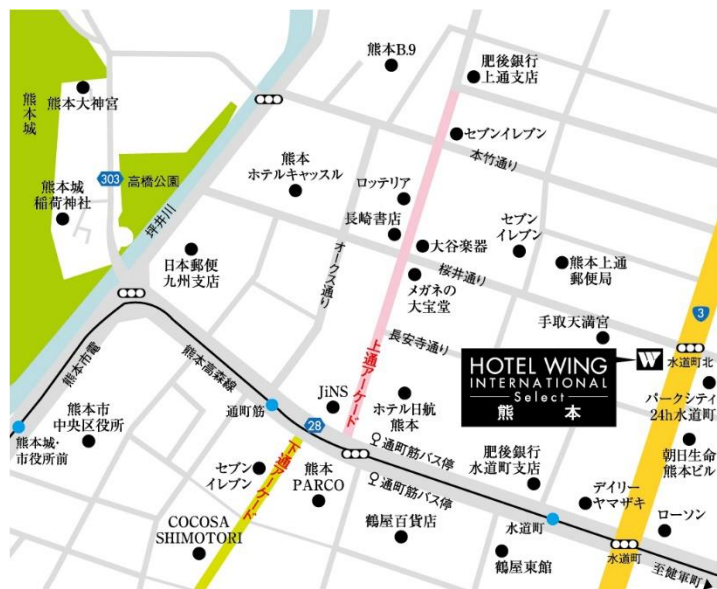 熊本B.9
肥後銀行
上通支店
熊本城
熊本大神宮
セブンイレブン
本竹通り
303
高橋公園
熊本
ホテルキャッスル
ロッテリア
熊本城
稲荷神社
坪井川
長崎書店
セブン
イレブン
大谷楽器
オークス通り
日本郵便
九州支店
桜井通り
熊本上通
郵便局
メガネの
大宝堂
3
手取天満宮
長安寺通り
上通アーケード
HOTEL WING
INTERNATIONAL
Select
熊本
W
水道町北
熊本市電
熊本高森線
パークシティ
24h水道町
JiNS
ホテル日航
熊本
通町筋
28
熊本市
中央区役所
熊本城・
市役所前
下通アーケード
通町筋バス停
肥後銀行
水道町支店
朝日生命
熊本ビル
セブン
イレブン
熊本
PARCO
通町筋バス停
デイリー
ヤマザキ
COCOSA
SHIMOTORI
鶴屋百貨店
水道町
ローソン
鶴屋東館
水道町
至健軍町